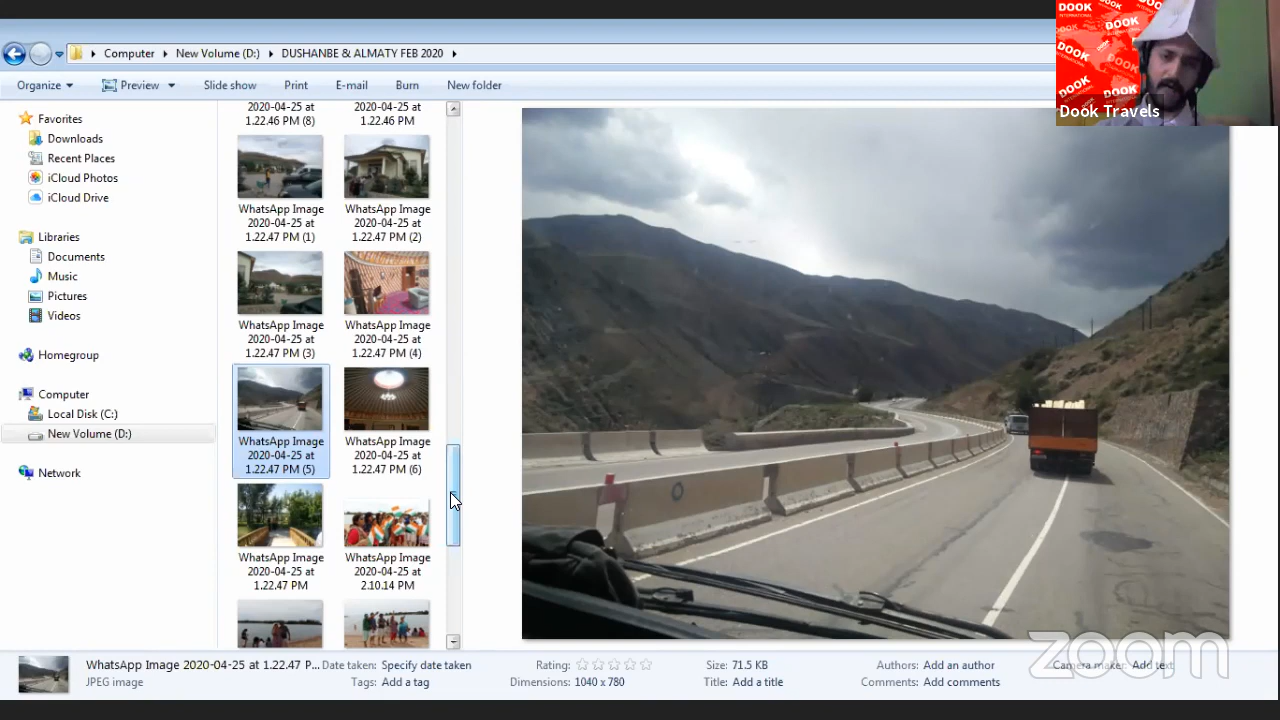 DOOK
INTERNATIONAL
DOOK
DOOK
DOOK
DOOK
DOOK
Dook Travels
Computer New Volume (D:) DUSHANBE & ALMATY FEB 2020
Organize Preview Slide show Print E-mail Burn New folder
Favorites
Downloads
Recent Places
iCloud Photos
iCloud Drive
Libraries
Documents
Music
Pictures
Videos
Homegroup
Computer
Local Disk (C:)
New Volume (D:)
Network
2020-04-25 at
1.22.46 PM (8)
2020-04-25 at
1.22.46 PM
WhatsApp Image
2020-04-25 at
1.22.47 PM (1)
WhatsApp Image
2020-04-25 at
1.22.47 PM (2)
WhatsApp Image
2020-04-25 at
1.22.47 PM (3)
WhatsApp Image
2020-04-25 at
1.22.47 PM (4)
WhatsApp Image
2020-04-25 at
1.22.47 PM (5)
WhatsApp Image
2020-04-25 at
1.22.47 PM (6)
WhatsApp Image
2020-04-25 at
1.22.47 PM
WhatsApp Image
2020-04-25 at
2.10.14 PM
WhatsApp Image 2020-04-25 at 1.22.47 P... Date taken: Specify date taken Rating: Size: 71.5 KB Authors: Add an author Camera maker: Add text
JPEG image Tags: Add a tag Dimensions: 1040 x 780 Title: Add a title Comments: Add comments
zoom